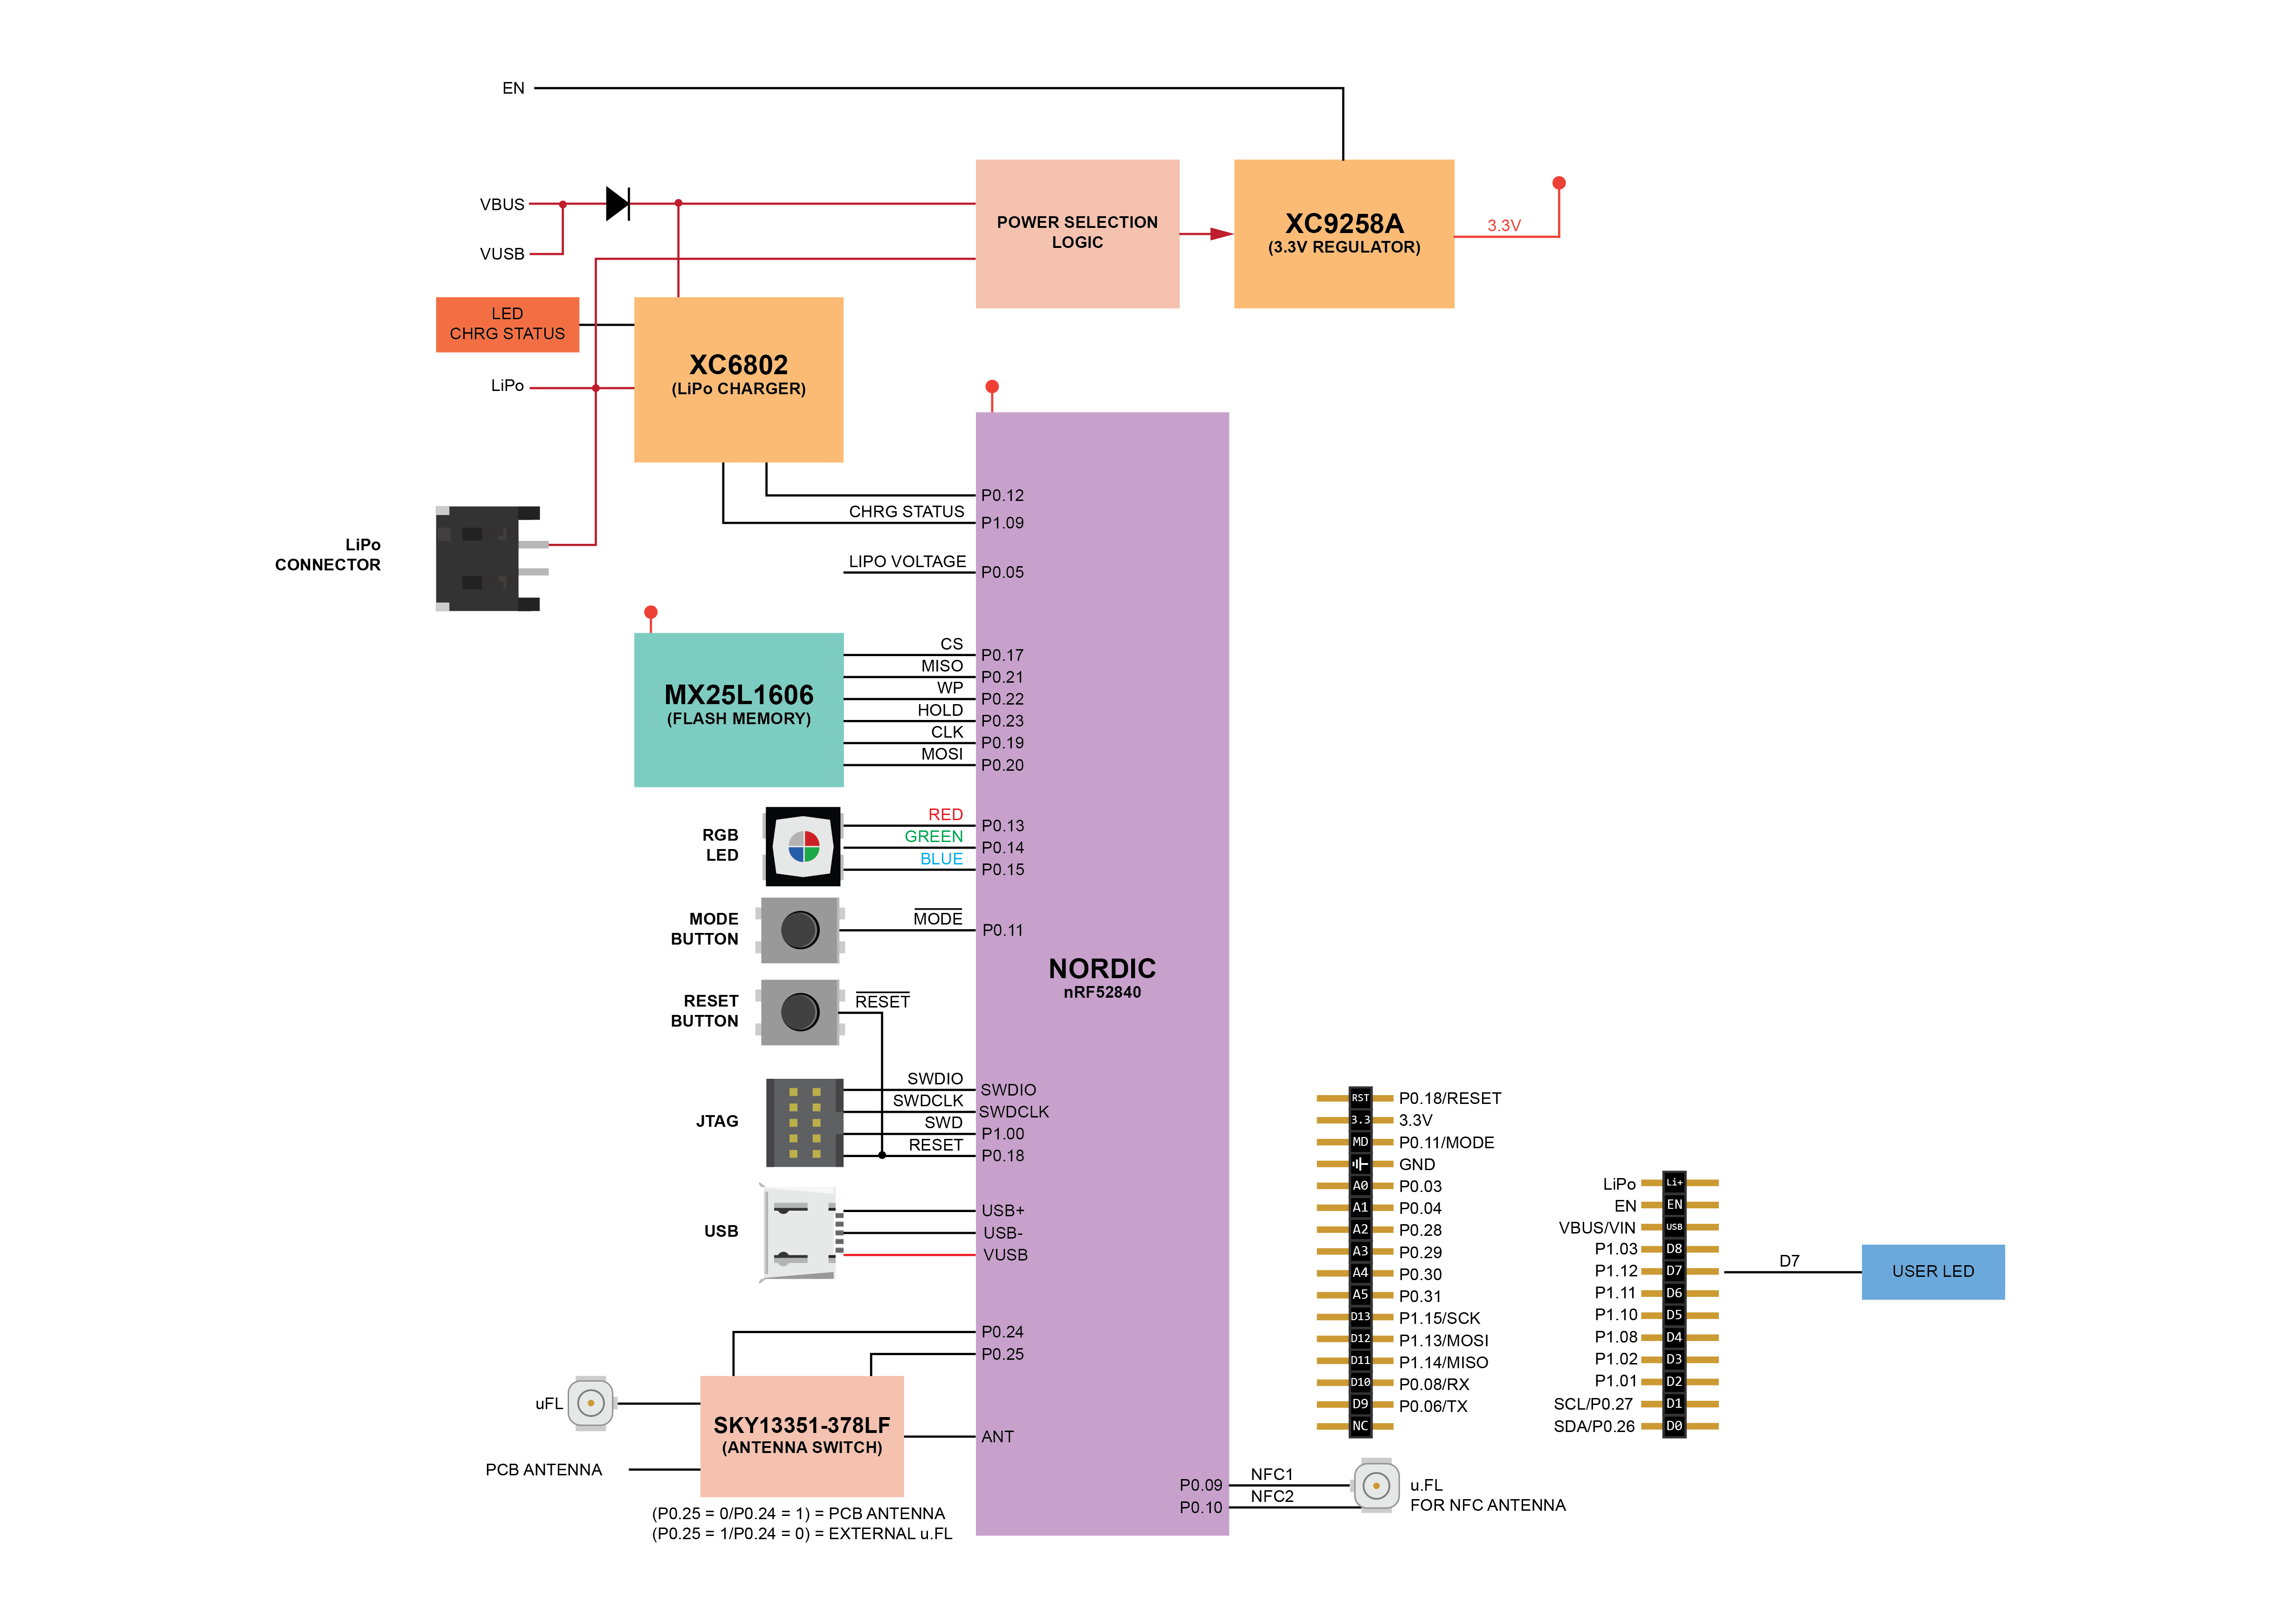 EN
VBUS
VUSB
POWER SELECTION
LOGIC
XC9258A
(3.3V REGULATOR)
3.3V
LED
CHRG STATUS
XC6802
(LiPo CHARGER)
LiPo
LiPo
CONNECTOR
P0.12
CHRG STATUS
P1.09
LIPO VOLTAGE
P0.05
MX25L1606
(FLASH MEMORY)
CS
P0.17
MISO
P0.21
WP
P0.22
HOLD
P0.23
CLK
P0.19
MOSI
P0.20
RGB
LED
RED
P0.13
GREEN
P0.14
BLUE
P0.15
MODE
BUTTON
MODE
P0.11
NORDIC
nRF52840
RESET
BUTTON
RESET
JTAG
SWDIO
SWDIO
SWDCLK
SWDCLK
SWD
P1.00
RESET
P0.18
USB
USB+
USB-
VUSB
P0.24
P0.25
uFL
SKY13351-378LF
(ANTENNA SWITCH)
ANT
PCB ANTENNA
(P0.25 = 0/P0.24 = 1) = PCB ANTENNA
(P0.25 = 1/P0.24 = 0) = EXTERNAL u.FL
P0.09
NFC1
P0.10
NFC2
u.FL
FOR NFC ANTENNA
RST P0.18/RESET
3.3 3.3V
MD P0.11/MODE
GND
A0 P0.03
A1 P0.04
A2 P0.28
A3 P0.29
A4 P0.30
A5 P0.31
D13 P1.15/SCK
D12 P1.13/MOSI
D11 P1.14/MISO
D10 P0.08/RX
D9 P0.06/TX
NC
LiPo Li+
EN EN
VBUS/VIN USB
P1.03 D8
P1.12 D7
P1.11 D6
P1.10 D5
P1.08 D4
P1.02 D3
P1.01 D2
SCL/P0.27 D1
SDA/P0.26 D0
D7
USER LED